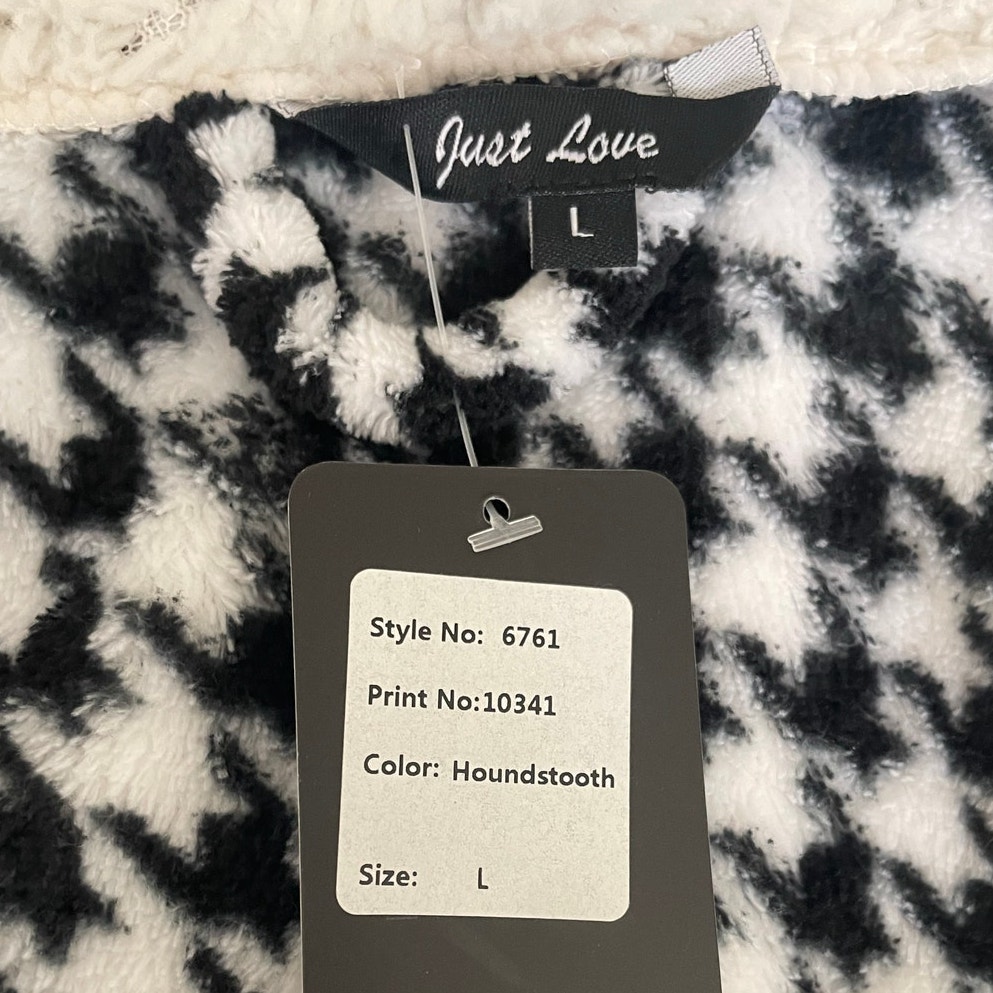 Just Love
L
Style No: 6761
Print No:10341
Color: Houndstooth
Size: L